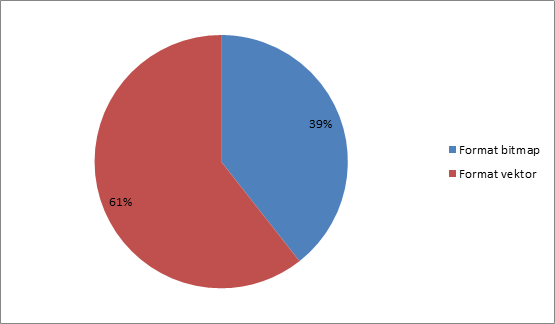 39%
61%
Format bitmap
Format vektor